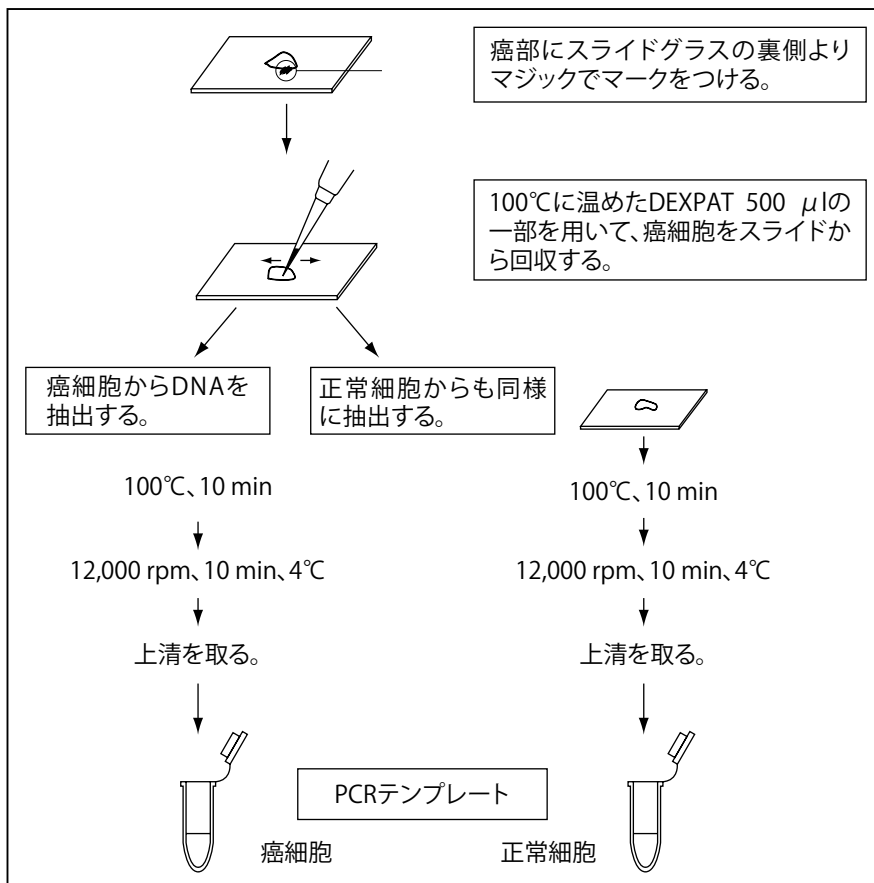 癌部にスライドグラスの裏側より
マジックでマークをつける。
100℃に温めたDEXPAT 500 μlの
一部を用いて、癌細胞をスライドか
ら回収する。
癌細胞からDNAを
抽出する。
正常細胞からも同様
に抽出する。
100℃、10 min
12,000 rpm、10 min、4℃
上清を取る。
100℃、10 min
12,000 rpm、10 min、4℃
上清を取る。
PCRテンプレート
癌細胞
正常細胞